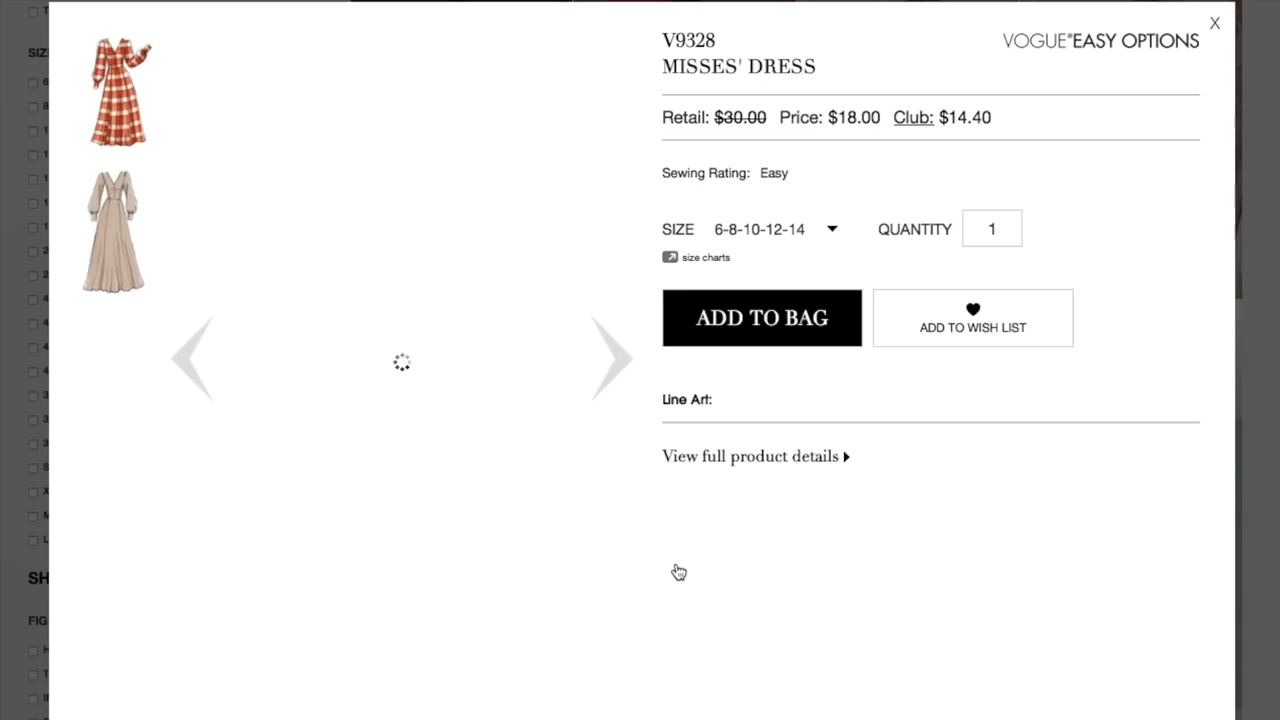 X
V9328
VOGUE®EASY OPTIONS
MISSES' DRESS
Retail: $30.00 Price: $18.00 Club: $14.40
Sewing Rating: Easy
SIZE 6-8-10-12-14 QUANTITY 1
size charts
ADD TO BAG
ADD TO WISH LIST
Line Art:
View full product details
SH
FIG